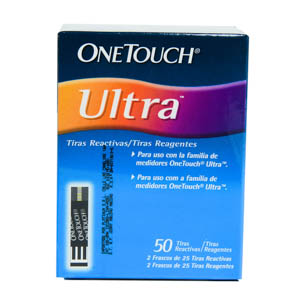 ONETOUCH®
Ultra™
Tiras Reactivas/Tiras Reagentes
• Para uso con la familia de
medidores OneTouch® Ultra™.
• Para uso com a família de
medidores OneTouch® Ultra™.
ONETOUCH
50 Tiras Reactivas/Tiras Reagentes
2 Frascos de 25 Tiras Reactivas
2 Frascos de 25 Tiras Reagentes